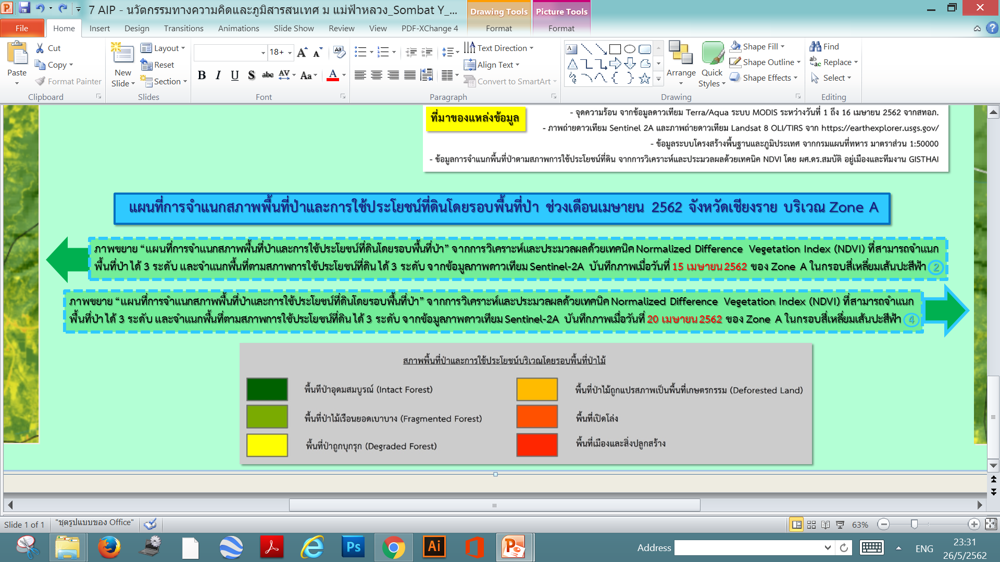 7 AIP - นวัตกรรมทางความคิดและภูมิสารสนเทศ ม แม่ฟ้าหลวง_Sombat Y_...
Drawing Tools
Picture Tools
File
Home
Insert
Design
Transitions
Animations
Slide Show
Review
View
PDF-XChange 4
Format
Format
Paste
Cut
Copy
Format Painter
Clipboard
New Slide
Layout
Reset
Section
Slides
18+
B I U S abc AV Aa A
Font
Text Direction
Align Text
Convert to SmartArt
Paragraph
Arrange
Quick Styles
Shape Fill
Shape Outline
Shape Effects
Drawing
Find
Replace
Select
Editing
ที่มาของแหล่งข้อมูล
- จุดความร้อน จากข้อมูลดาวเทียม Terra/Aqua ระบบ MODIS ระหว่างวันที่ 1 ถึง 16 เมษายน 2562 จากสทอภ.
- ภาพถ่ายดาวเทียม Sentinel 2A และภาพถ่ายดาวเทียม Landsat 8 OLI/TIRS จาก https://earthexplorer.usgs.gov/
- ข้อมูลระบบโครงสร้างพื้นฐานและภูมิประเทศ จากกรมแผนที่ทหาร มาตราส่วน 1:50000
- ข้อมูลการจำแนกพื้นที่ป่าตามสภาพการใช้ประโยชน์ที่ดิน จากการวิเคราะห์และประมวลผลด้วยเทคนิค NDVI โดย ผศ.ดร.สมบัติ อยู่เมืองและทีมงาน GISTHAI
แผนที่การจำแนกสภาพพื้นที่ป่าและการใช้ประโยชน์ที่ดินโดยรอบพื้นที่ป่า ช่วงเดือนเมษายน 2562 จังหวัดเชียงราย บริเวณ Zone A
ภาพขยาย “แผนที่การจำแนกสภาพพื้นที่ป่าและการใช้ประโยชน์ที่ดินโดยรอบพื้นที่ป่า” จากการวิเคราะห์และประมวลผลด้วยเทคนิค Normalized Difference Vegetation Index (NDVI) ที่สามารถจำแนก
พื้นที่ป่า ได้ 3 ระดับ และจำแนกพื้นที่ตามสภาพการใช้ประโยชน์ที่ดิน ได้ 3 ระดับ จากข้อมูลภาพดาวเทียม Sentinel-2A บันทึกภาพเมื่อวันที่ 15 เมษายน 2562 ของ Zone A ในกรอบสี่เหลี่ยมเส้นปะสีฟ้า 2
ภาพขยาย “แผนที่การจำแนกสภาพพื้นที่ป่าและการใช้ประโยชน์ที่ดินโดยรอบพื้นที่ป่า” จากการวิเคราะห์และประมวลผลด้วยเทคนิค Normalized Difference Vegetation Index (NDVI) ที่สามารถจำแนก
พื้นที่ป่า ได้ 3 ระดับ และจำแนกพื้นที่ตามสภาพการใช้ประโยชน์ที่ดิน ได้ 3 ระดับ จากข้อมูลภาพดาวเทียม Sentinel-2A บันทึกภาพเมื่อวันที่ 20 เมษายน 2562 ของ Zone A ในกรอบสี่เหลี่ยมเส้นปะสีฟ้า 4
สภาพพื้นที่ป่าและการใช้ประโยชน์บริเวณโดยรอบพื้นที่ป่าไม้
พื้นที่ป่าอุดมสมบูรณ์ (Intact Forest)
พื้นที่ป่าไม้ถูกแปรสภาพเป็นพื้นที่เกษตรกรรม (Deforested Land)
พื้นที่ป่าไม้เรือนยอดเบาบาง (Fragmented Forest)
พื้นที่เปิดโล่ง
พื้นที่ป่าถูกบุกรุก (Degraded Forest)
พื้นที่เมืองและสิ่งปลูกสร้าง
Slide 1 of 1
"ชุดรูปแบบของ Office"
63%
Ps
Ai
Address
ENG
23:31
26/5/2562